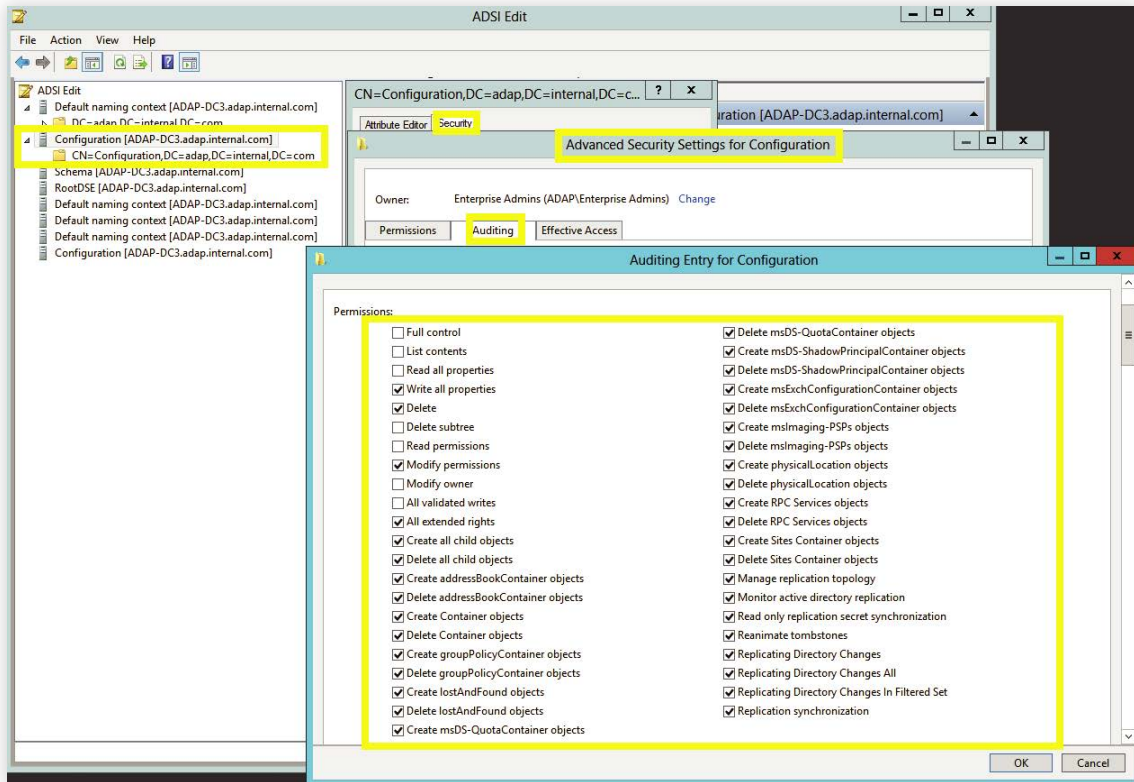 ADSI Edit
File Action View Help
ADSI Edit
Default naming context [ADAP-DC3.adap.internal.com]
DC=adap,DC=internal,DC=com
Configuration [ADAP-DC3.adap.internal.com]
CN=Configuration,DC=adap,DC=internal,DC=com
Schema [ADAP-DC3.adap.internal.com]
RootDSE [ADAP-DC3.adap.internal.com]
Default naming context [ADAP-DC3.adap.internal.com]
Default naming context [ADAP-DC3.adap.internal.com]
Default naming context [ADAP-DC3.adap.internal.com]
Configuration [ADAP-DC3.adap.internal.com]
CN=Configuration,DC=adap,DC=internal,DC=c... ? x
Attribute Editor Security
uration [ADAP-DC3.adap.internal.com]
Advanced Security Settings for Configuration
Owner: Enterprise Admins (ADAP\Enterprise Admins) Change
Permissions Auditing Effective Access
Auditing Entry for Configuration
Permissions:
Full control
List contents
Read all properties
Write all properties
Delete
Delete subtree
Read permissions
Modify permissions
Modify owner
All validated writes
All extended rights
Create all child objects
Delete all child objects
Create addressBookContainer objects
Delete addressBookContainer objects
Create Container objects
Delete Container objects
Create groupPolicyContainer objects
Delete groupPolicyContainer objects
Create lostAndFound objects
Delete lostAndFound objects
Create msDS-QuotaContainer objects
Delete msDS-QuotaContainer objects
Create msDS-ShadowPrincipalContainer objects
Delete msDS-ShadowPrincipalContainer objects
Create msExchConfigurationContainer objects
Delete msExchConfigurationContainer objects
Create msImaging-PSPs objects
Delete msImaging-PSPs objects
Create physicalLocation objects
Delete physicalLocation objects
Create RPC Services objects
Delete RPC Services objects
Create Sites Container objects
Delete Sites Container objects
Manage replication topology
Monitor active directory replication
Read only replication secret synchronization
Reanimate tombstones
Replicating Directory Changes
Replicating Directory Changes All
Replicating Directory Changes In Filtered Set
Replication synchronization
OK Cancel